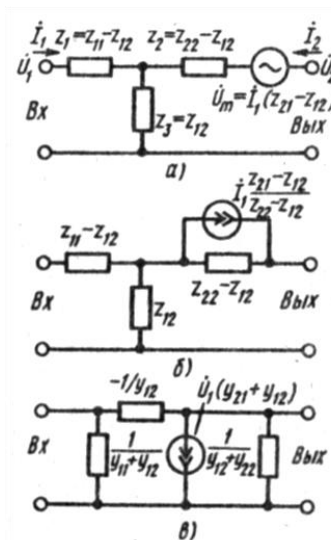 İ₁ z₁=z₁₁−z₁₂ z₂=z₂₂−z₁₂ İ₂
U̇₁
U̇ₘ=İ₁(z₂₁−z₁₂)
Вх z₃=z₁₂ Вых
а)
İ₁ z₂₁−z₁₂/z₂₂−z₁₂
z₁₁−z₁₂
Вх z₁₂ z₂₂−z₁₂ Вых
б)
−1/y₁₂ U̇₁(y₂₁+y₁₂)
Вх 1/y₁₁+y₁₂ 1/y₁₂+y₂₂ Вых
в)